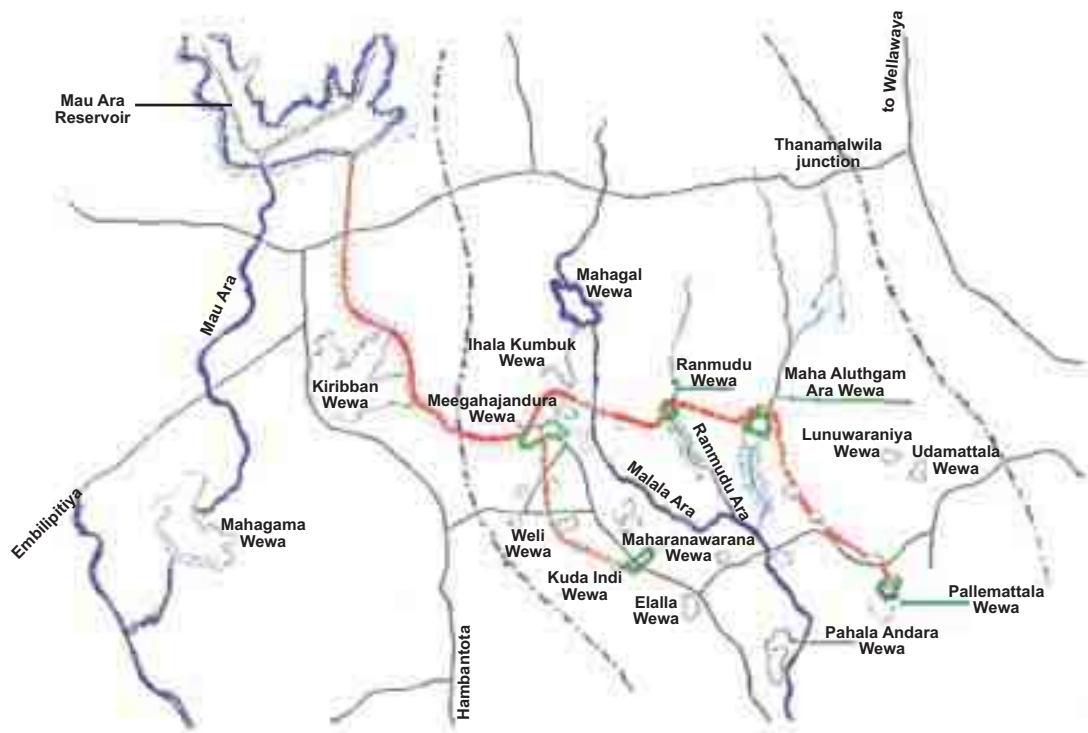 to Wellawaya
Mau Ara
Reservoir
Thanamalwila
junction
Mau Ara
Mahagal
Wewa
Ihala Kumbuk
Wewa
Ranmudu
Wewa
Maha Aluthgam
Ara Wewa
Kiribban
Wewa
Meegahajandura
Wewa
Ranmudu Ara
Lunuwaraniya
Wewa
Udamattala
Wewa
Malala Ara
Embilipitiya
Mahagama
Wewa
Weli
Wewa
Maharanawarana
Wewa
Kuda Indi
Wewa
Elalla
Wewa
Pallemattala
Wewa
Pahala Andara
Wewa
Hambantota